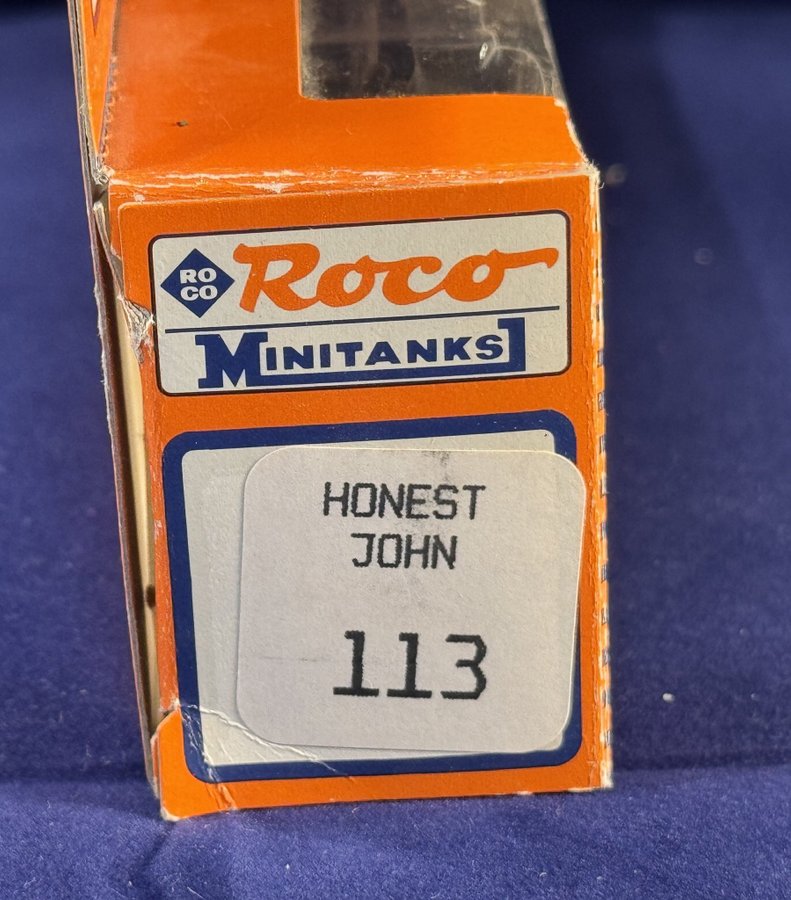 RO
CO
Roco
MINITANKS
HONEST
JOHN
113